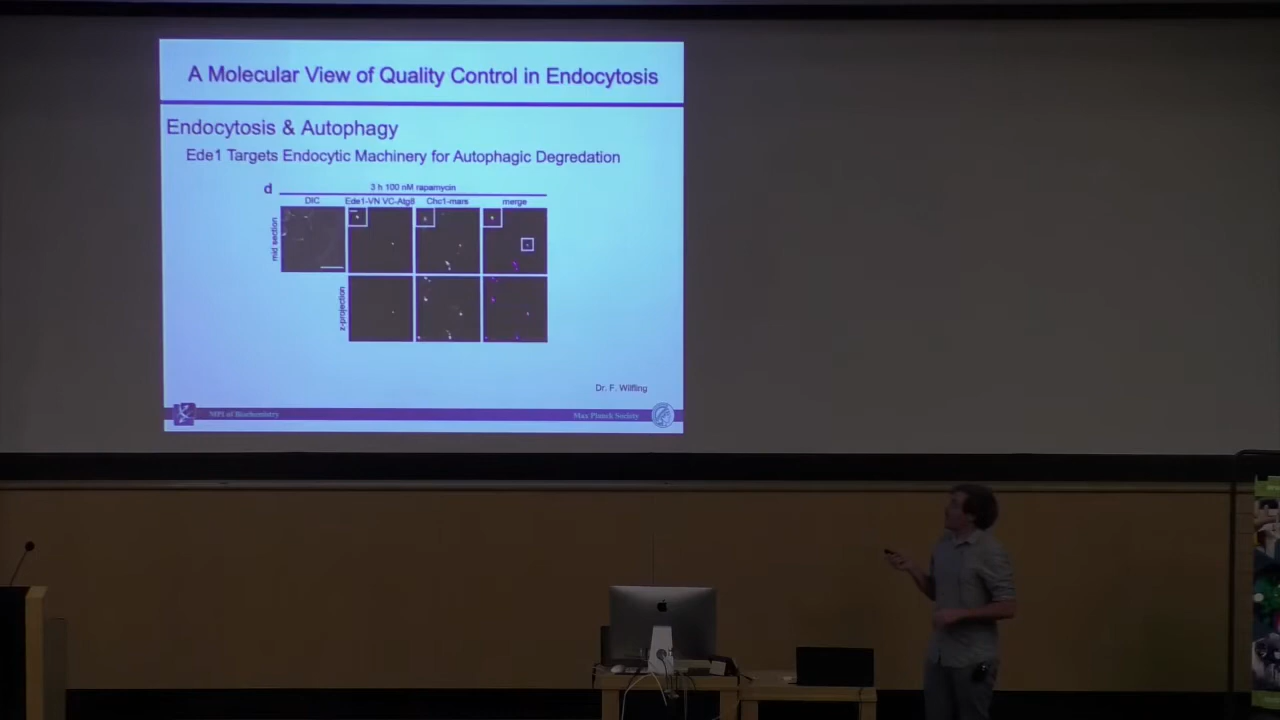 A Molecular View of Quality Control in Endocytosis
Endocytosis & Autophagy
Ede1 Targets Endocytic Machinery for Autophagic Degredation
d
3 h 100 nM rapamycin
DIC
Ede1-VN VC-Atg8
Chc1-mars
merge
mid section
z-projection
Dr. F. Wilfling
MPI of Biochemistry
Max Planck Society